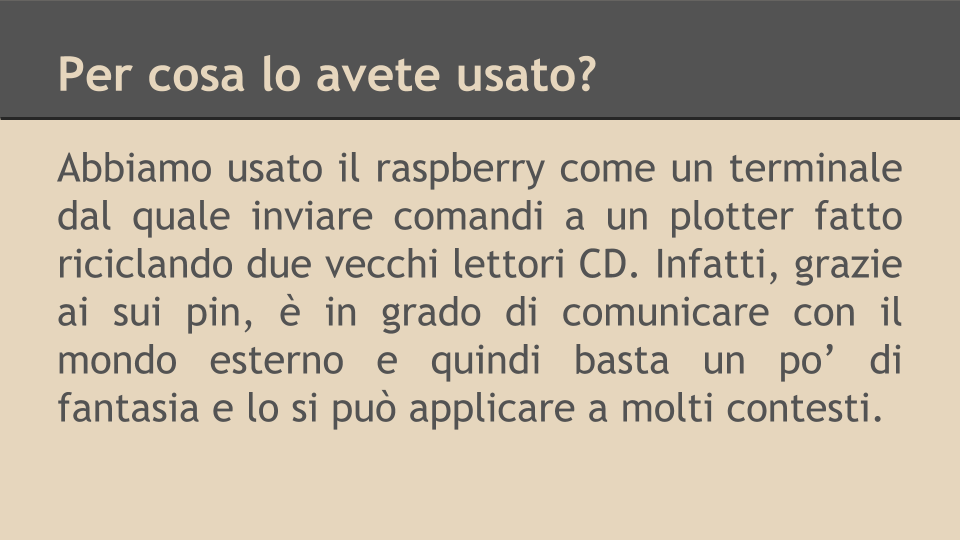 Per cosa lo avete usato?
Abbiamo usato il raspberry come un terminale
dal quale inviare comandi a un plotter fatto
riciclando due vecchi lettori CD. Infatti, grazie
ai sui pin, è in grado di comunicare con il
mondo esterno e quindi basta un po’ di
fantasia e lo si può applicare a molti contesti.